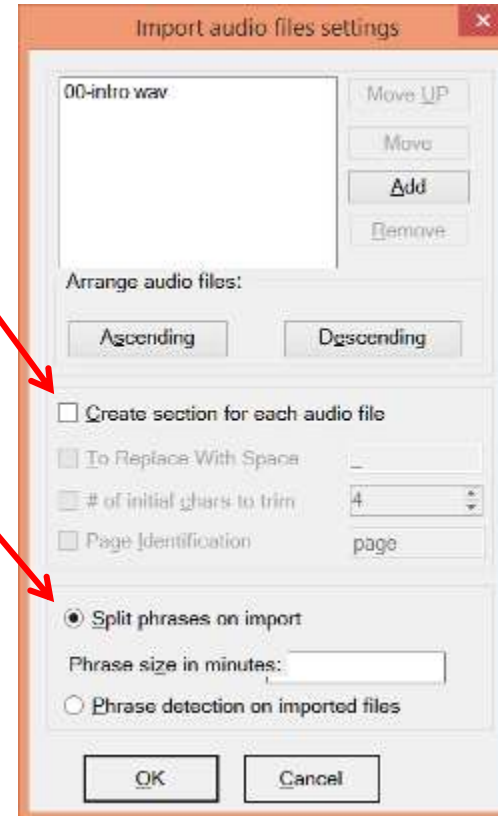 Import audio files settings
00-intro wav
Move UP
Move
Add
Remove
Arrange audio files:
Ascending
Descending
Create section for each audio file
To Replace With Space _
# of initial chars to trim 4
Page Identification page
Split phrases on import
Phrase size in minutes:
Phrase detection on imported files
OK
Cancel